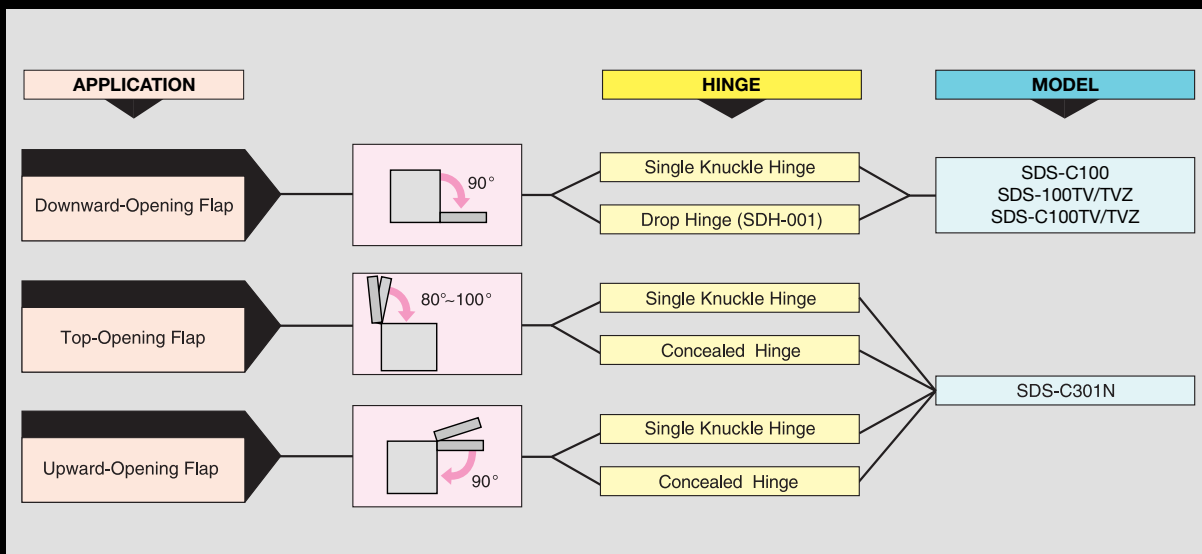 APPLICATION
HINGE
MODEL
Downward-Opening Flap
90°
Single Knuckle Hinge
Drop Hinge (SDH-001)
SDS-C100
SDS-100TV/TVZ
SDS-C100TV/TVZ
Top-Opening Flap
80°~100°
Single Knuckle Hinge
Concealed Hinge
SDS-C301N
Upward-Opening Flap
90°
Single Knuckle Hinge
Concealed Hinge